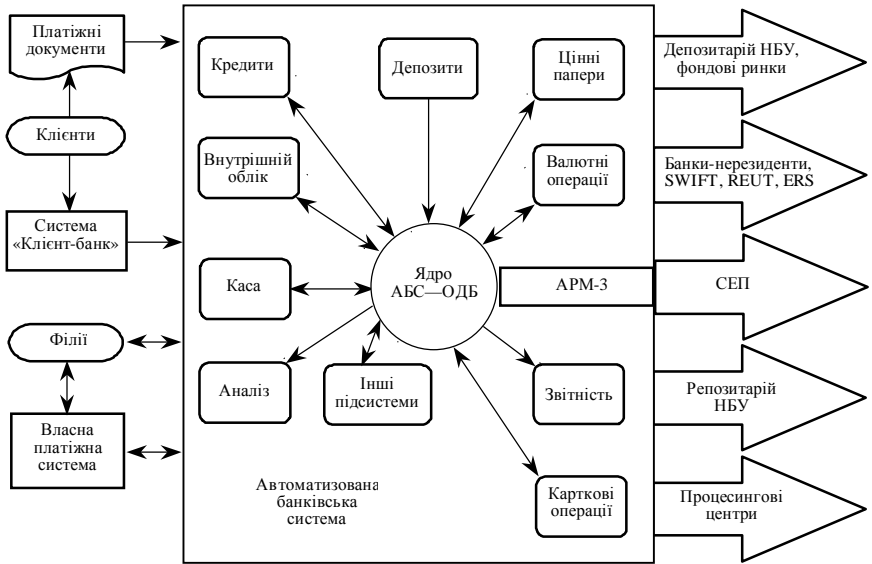 Платіжні
документи
Клієнти
Система
«Клієнт-банк»
Філії
Власна
платіжна
система
Кредити
Депозити
Цінні
папери
Внутрішній
облік
Валютні
операції
Каса
Ядро
АБС—ОДБ
АРМ-3
Аналіз
Інші
підсистеми
Звітність
Автоматизована
банківська
система
Карткові
операції
Депозитарій НБУ,
фондові ринки
Банки-нерезиденти,
SWIFT, REUT, ERS
СЕП
Репозитарій
НБУ
Процесингові
центри